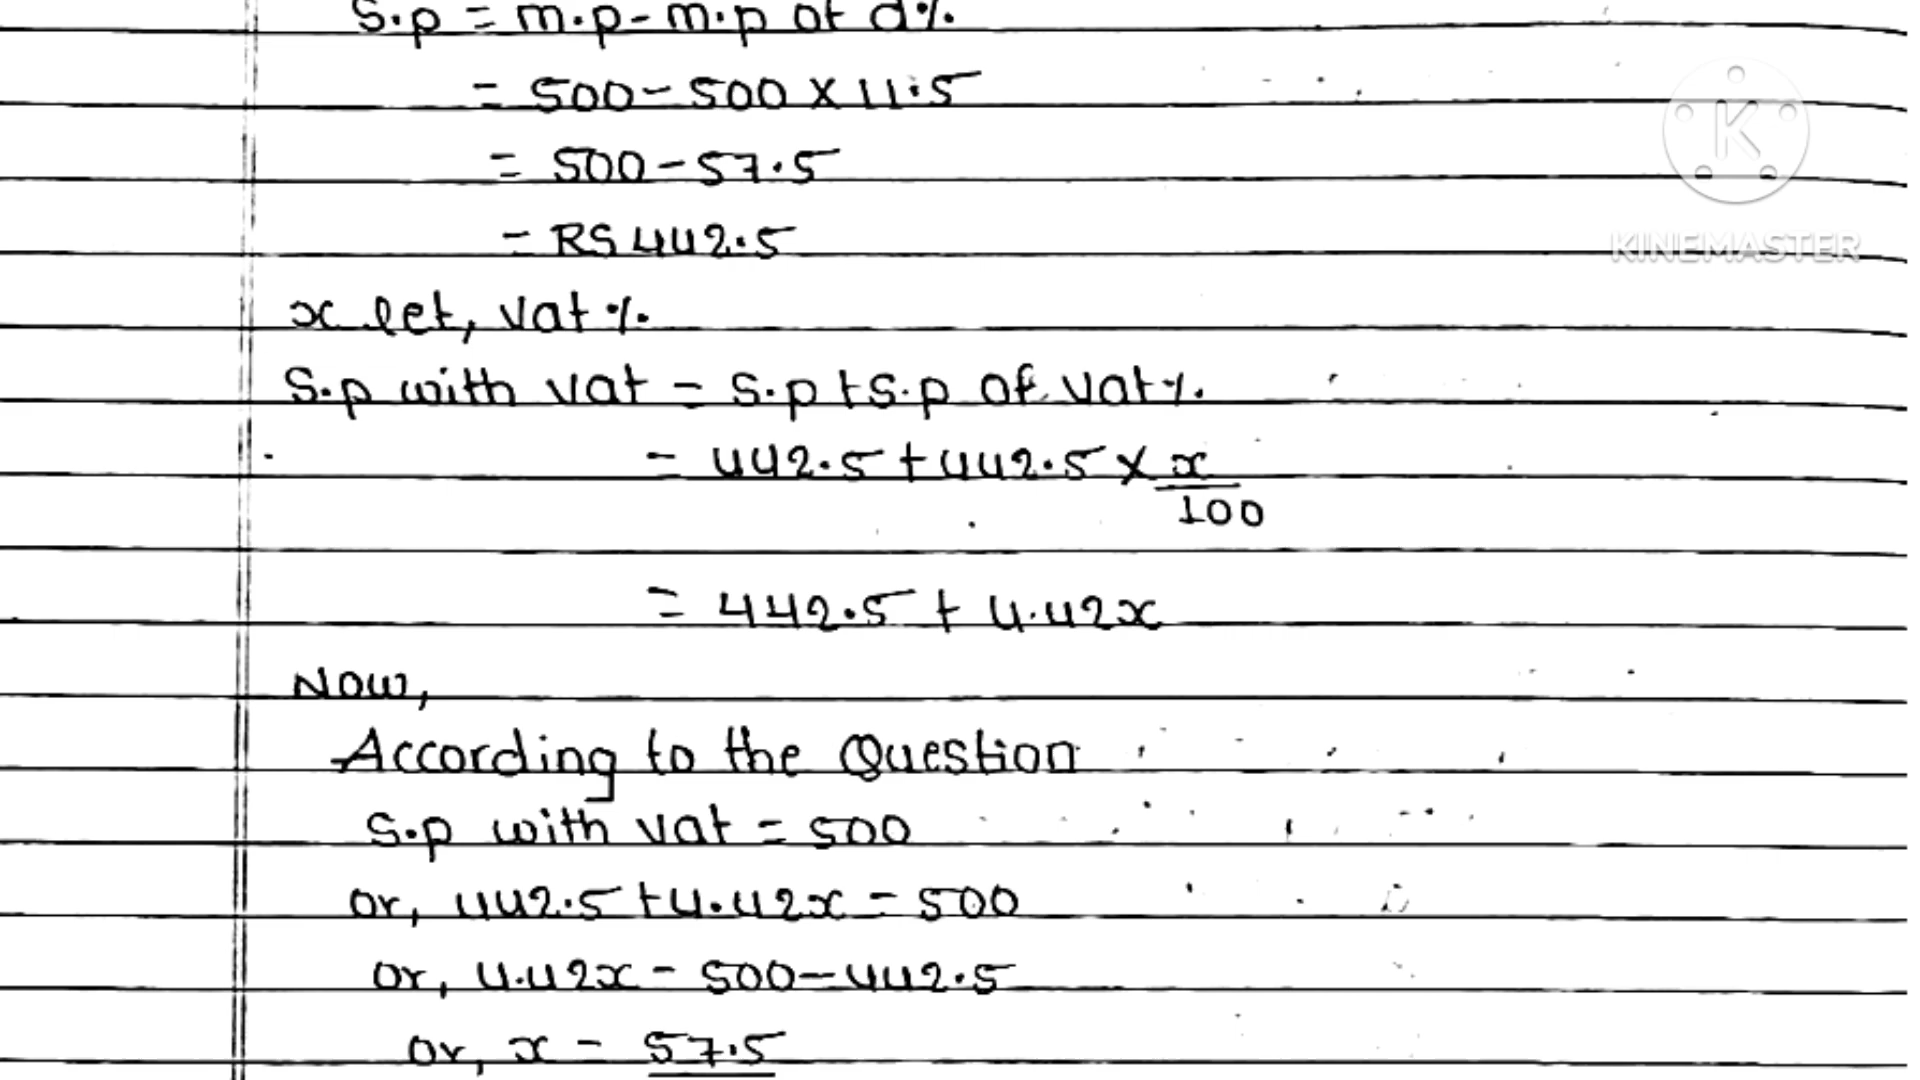 S.p = m.p - m.p of d%.
= 500 - 500 × 11.5
= 500 - 57.5
= RS 442.5
x let, vat %.
S.p with vat = S.p + S.p of vat %.
= 442.5 + 442.5 × x
100
= 442.5 + 4.42x
Now,
According to the Question
S.p with vat = 500
or, 442.5 + 4.42x = 500
or, 4.42x = 500 - 442.5
or, x = 57.5
K
KINEMASTER